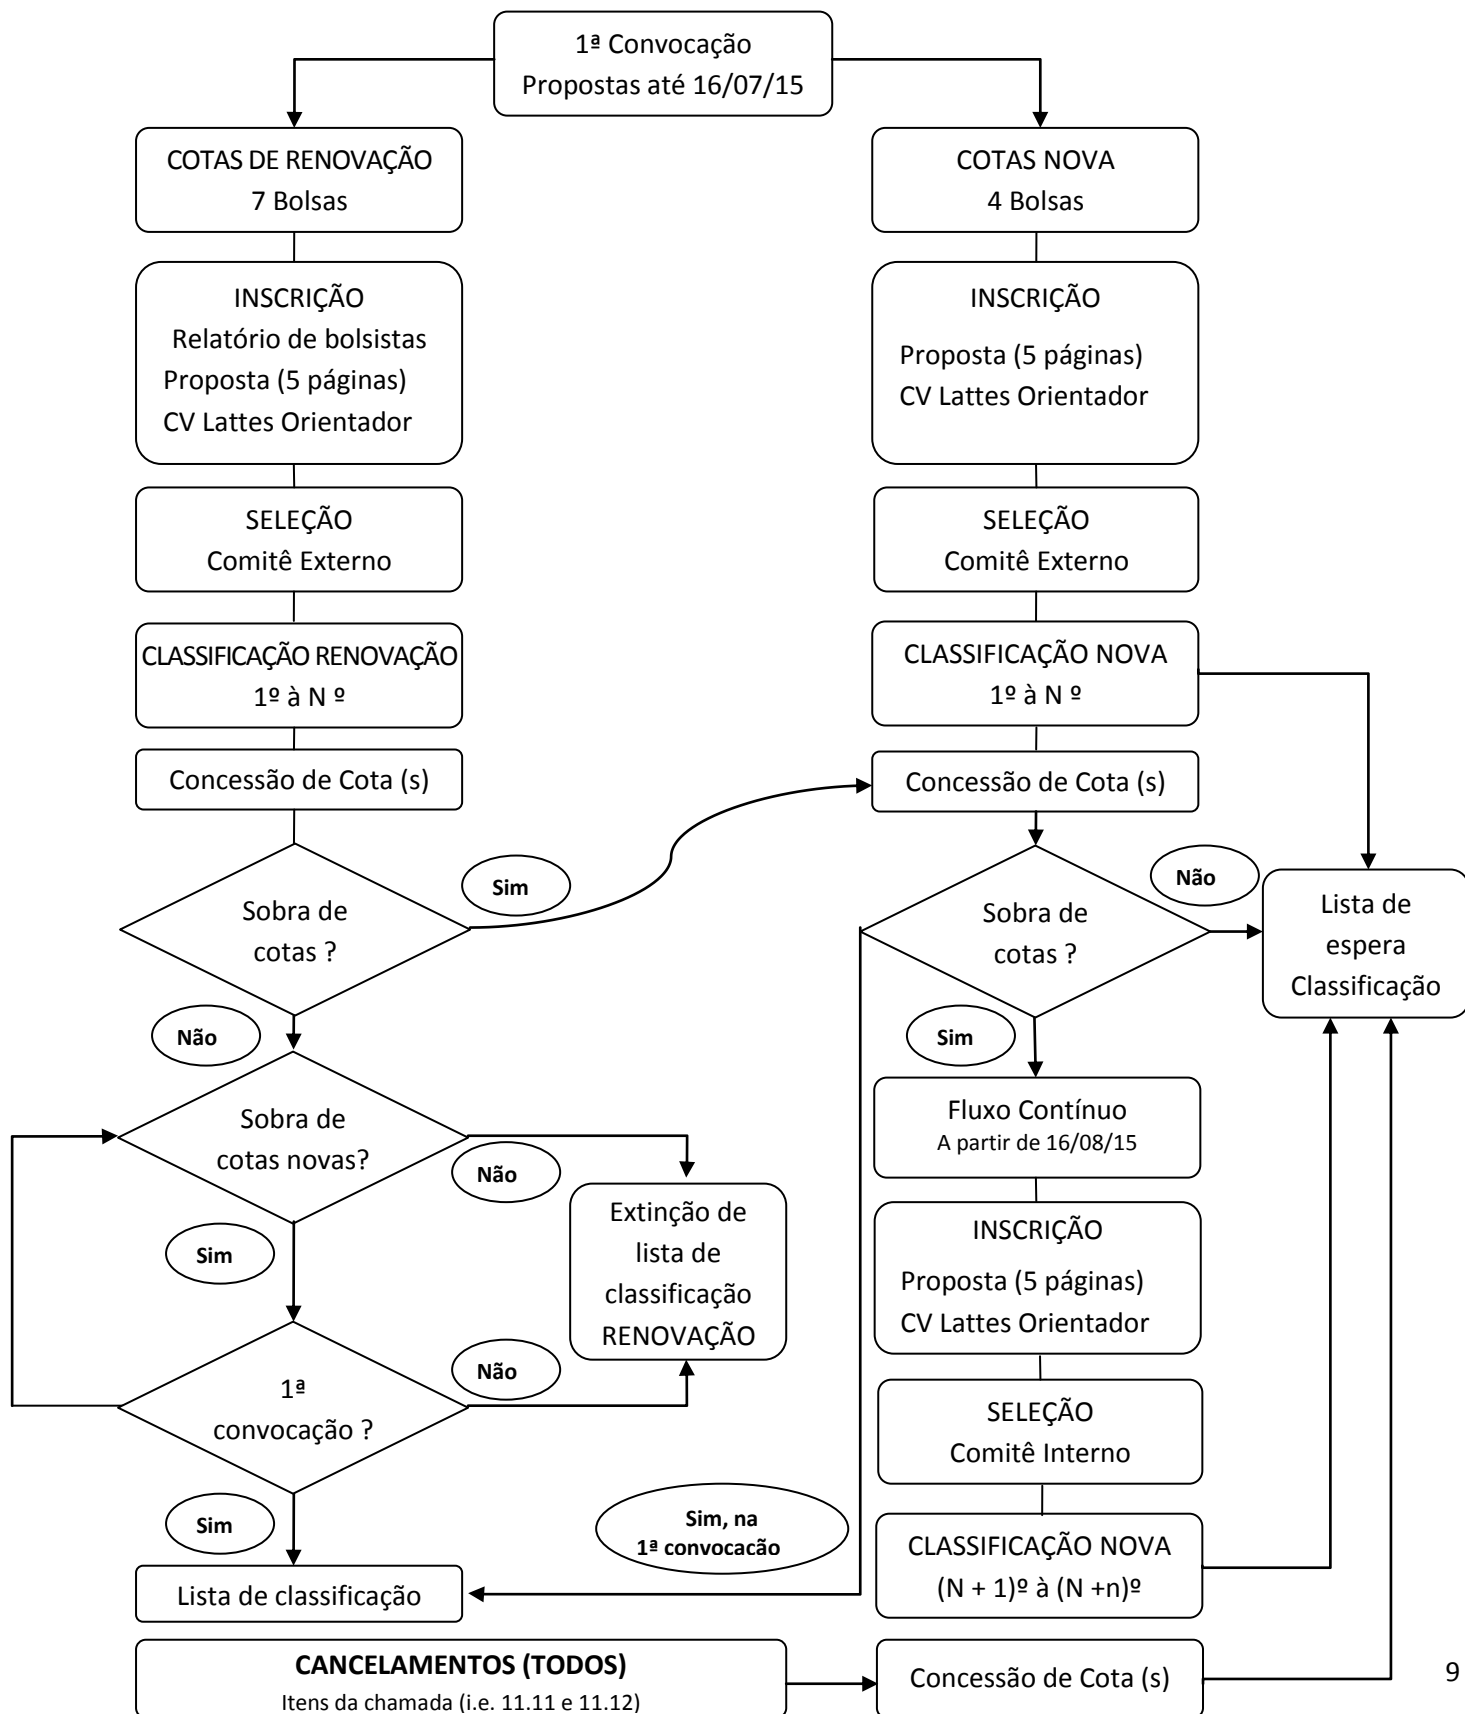 1ª Convocação
Propostas até 16/07/15
COTAS DE RENOVAÇÃO
7 Bolsas
COTAS NOVA
4 Bolsas
INSCRIÇÃO
Relatório de bolsistas
Proposta (5 páginas)
CV Lattes Orientador
INSCRIÇÃO
Proposta (5 páginas)
CV Lattes Orientador
SELEÇÃO
Comitê Externo
SELEÇÃO
Comitê Externo
CLASSIFICAÇÃO RENOVAÇÃO
1º à N º
CLASSIFICAÇÃO NOVA
1º à N º
Concessão de Cota (s)
Concessão de Cota (s)
Sobra de
cotas ?
Sim
Sobra de
cotas ?
Não
Lista de
espera
Classificação
Não
Sim
Sobra de
cotas novas?
Não
Sim
Extinção de
lista de
classificação
RENOVAÇÃO
Fluxo Contínuo
A partir de 16/08/15
INSCRIÇÃO
Proposta (5 páginas)
CV Lattes Orientador
1ª
convocação ?
Não
Sim
SELEÇÃO
Comitê Interno
Sim, na
1ª convocacão
Lista de classificação
CLASSIFICAÇÃO NOVA
(N + 1)º à (N +n)º
CANCELAMENTOS (TODOS)
Itens da chamada (i.e. 11.11 e 11.12)
Concessão de Cota (s)
9